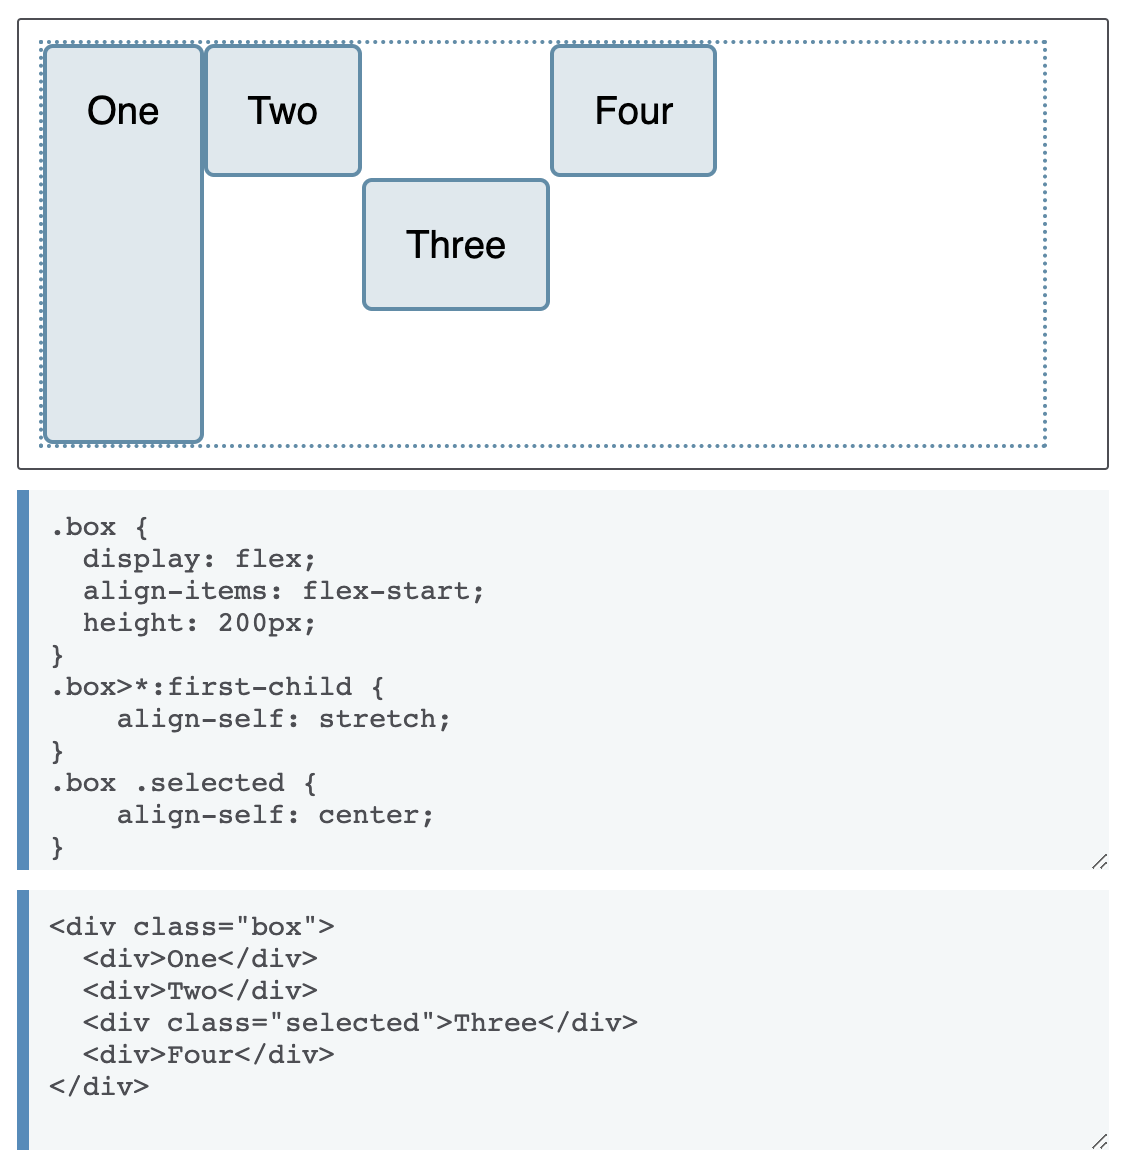 One Two Four
Three
.box {
  display: flex;
  align-items: flex-start;
  height: 200px;
}
.box>*:first-child {
    align-self: stretch;
}
.box .selected {
    align-self: center;
}
<div class="box">
  <div>One</div>
  <div>Two</div>
  <div class="selected">Three</div>
  <div>Four</div>
</div>